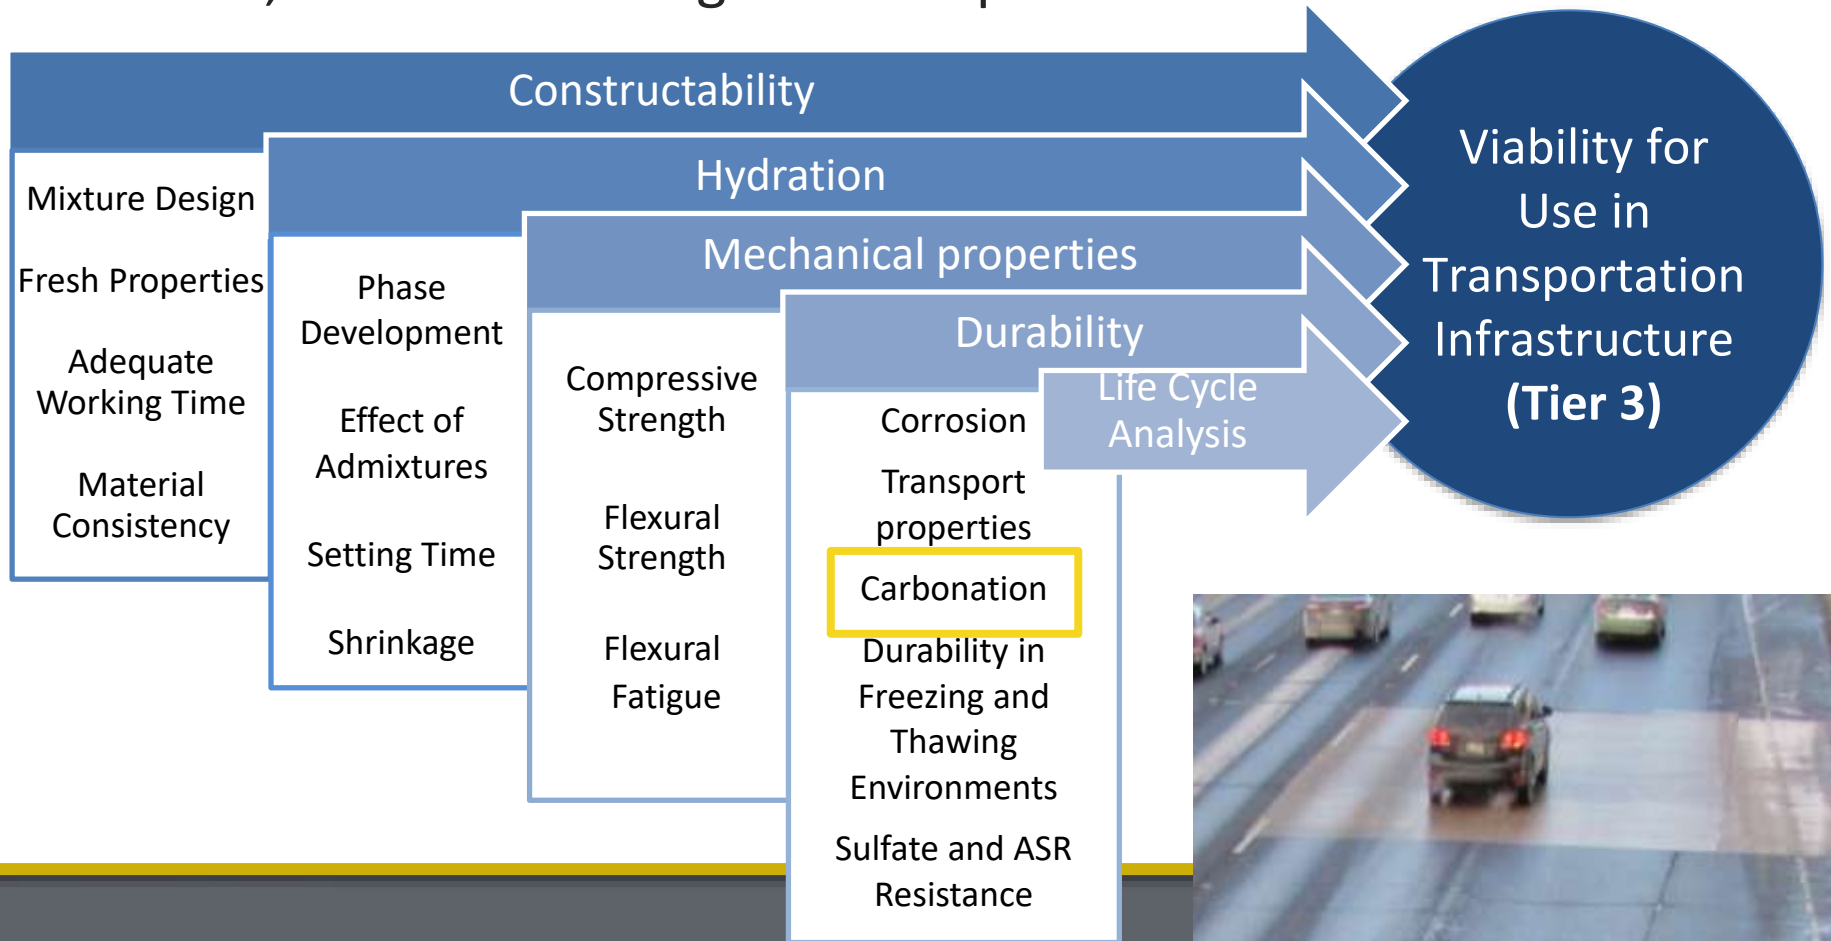 Constructability
Mixture Design
Fresh Properties
Adequate
Working Time
Material
Consistency
Hydration
Phase
Development
Effect of
Admixtures
Setting Time
Shrinkage
Mechanical properties
Compressive
Strength
Flexural
Strength
Flexural
Fatigue
Durability
Corrosion
Transport
properties
Carbonation
Durability in
Freezing and
Thawing
Environments
Sulfate and ASR
Resistance
Life Cycle
Analysis
Viability for
Use in
Transportation
Infrastructure
(Tier 3)